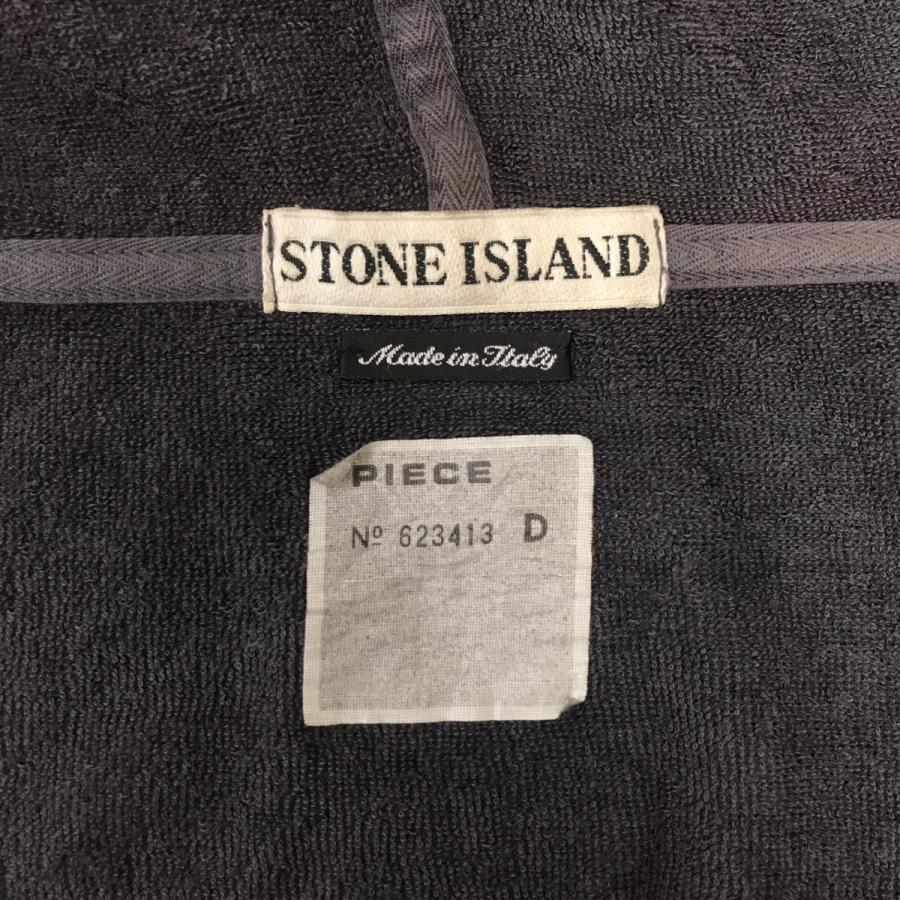 STONE ISLAND
Made in Italy
PIECE
Nº 623413 D